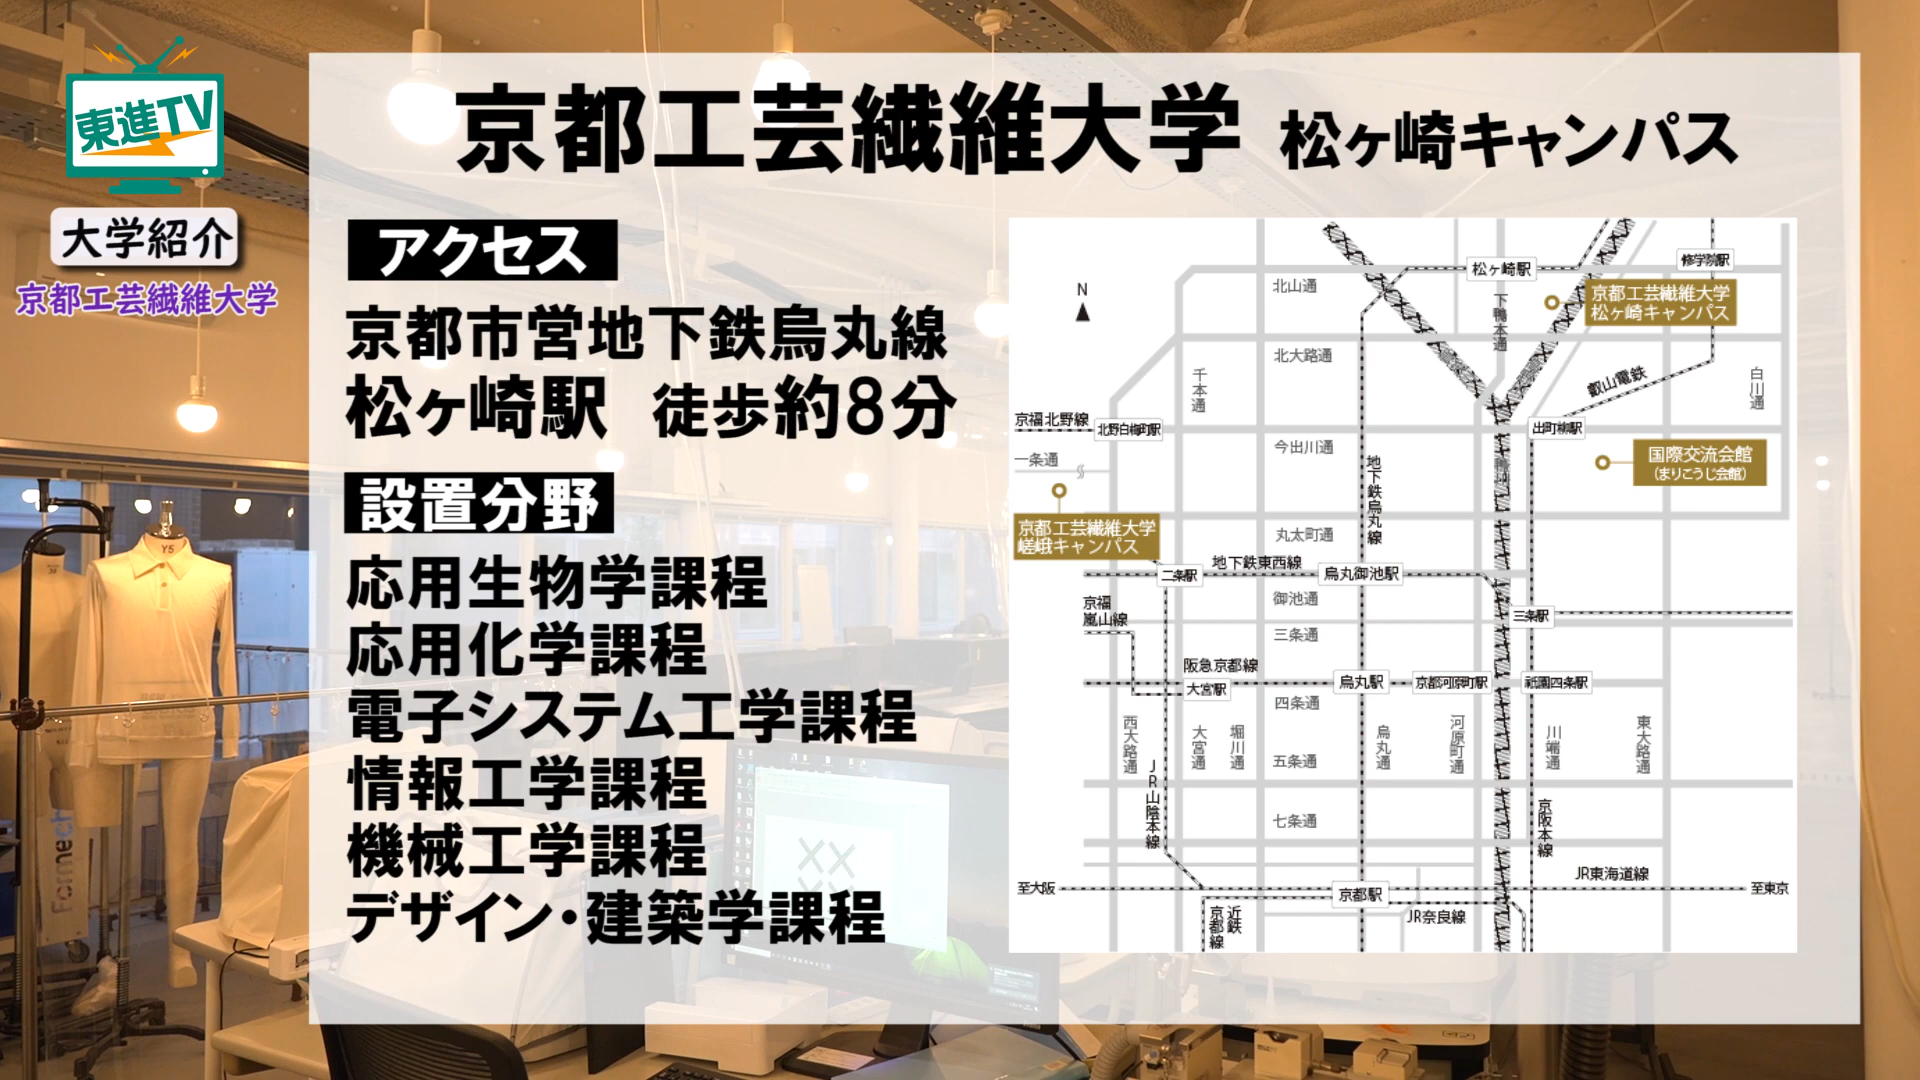 東進TV
大学紹介
京都工芸繊維大学
京都工芸繊維大学 松ヶ崎キャンパス
アクセス
京都市営地下鉄烏丸線
松ヶ崎駅 徒歩約8分
設置分野
応用生物学課程
応用化学課程
電子システム工学課程
情報工学課程
機械工学課程
デザイン・建築学課程
N
北山通
松ヶ崎駅
修学院駅
京都工芸繊維大学
松ヶ崎キャンパス
下鴨本通
北大路通
千本通
叡山電鉄
白川通
京福北野線
北野白梅町駅
出町柳駅
一条通
今出川通
地下鉄烏丸線
国際交流会館
(まりこうじ会館)
京都工芸繊維大学
嵯峨キャンパス
丸太町通
地下鉄東西線
二条駅
烏丸御池駅
京福
嵐山線
御池通
三条駅
三条通
阪急京都線
大宮駅
烏丸駅
京都河原町駅
祇園四条駅
四条通
西大路通
大宮通
堀川通
烏丸通
河原町通
川端通
東大路通
五条通
JR山陰本線
七条通
京阪本線
JR東海道線
至大阪
京都駅
至東京
近鉄
京都線
JR奈良線
Y5